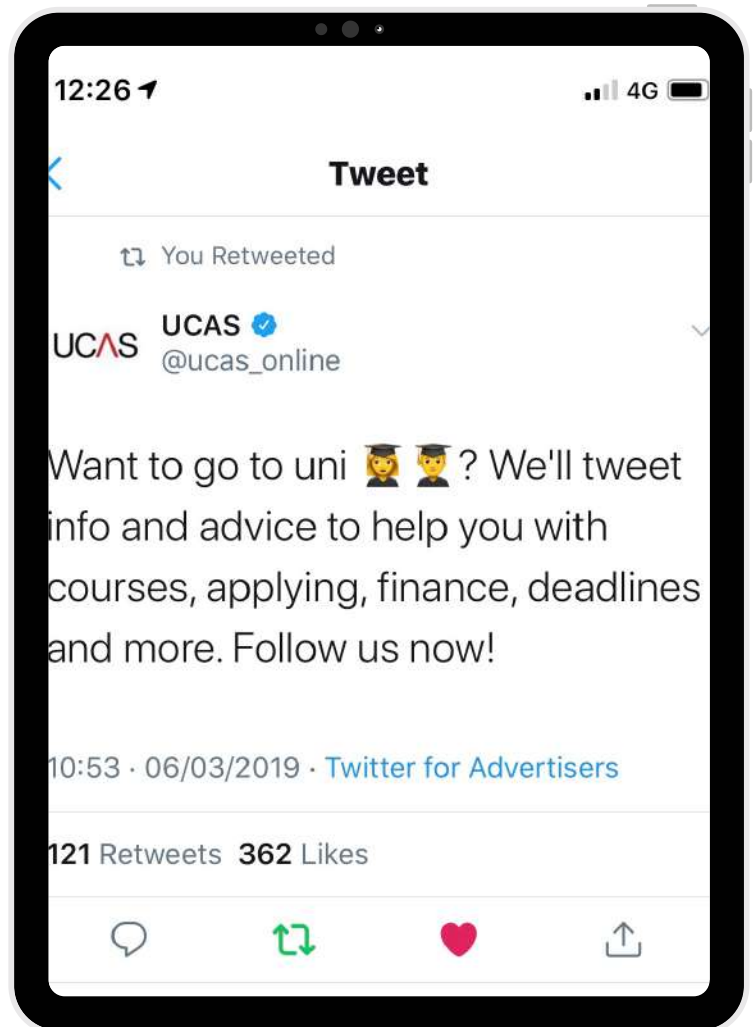 12:26
4G
Tweet
You Retweeted
UCAS
UCAS
@ucas_online
Want to go to uni 👩‍🎓 👨‍🎓? We'll tweet
info and advice to help you with
courses, applying, finance, deadlines
and more. Follow us now!
10:53 · 06/03/2019 · Twitter for Advertisers
121 Retweets 362 Likes